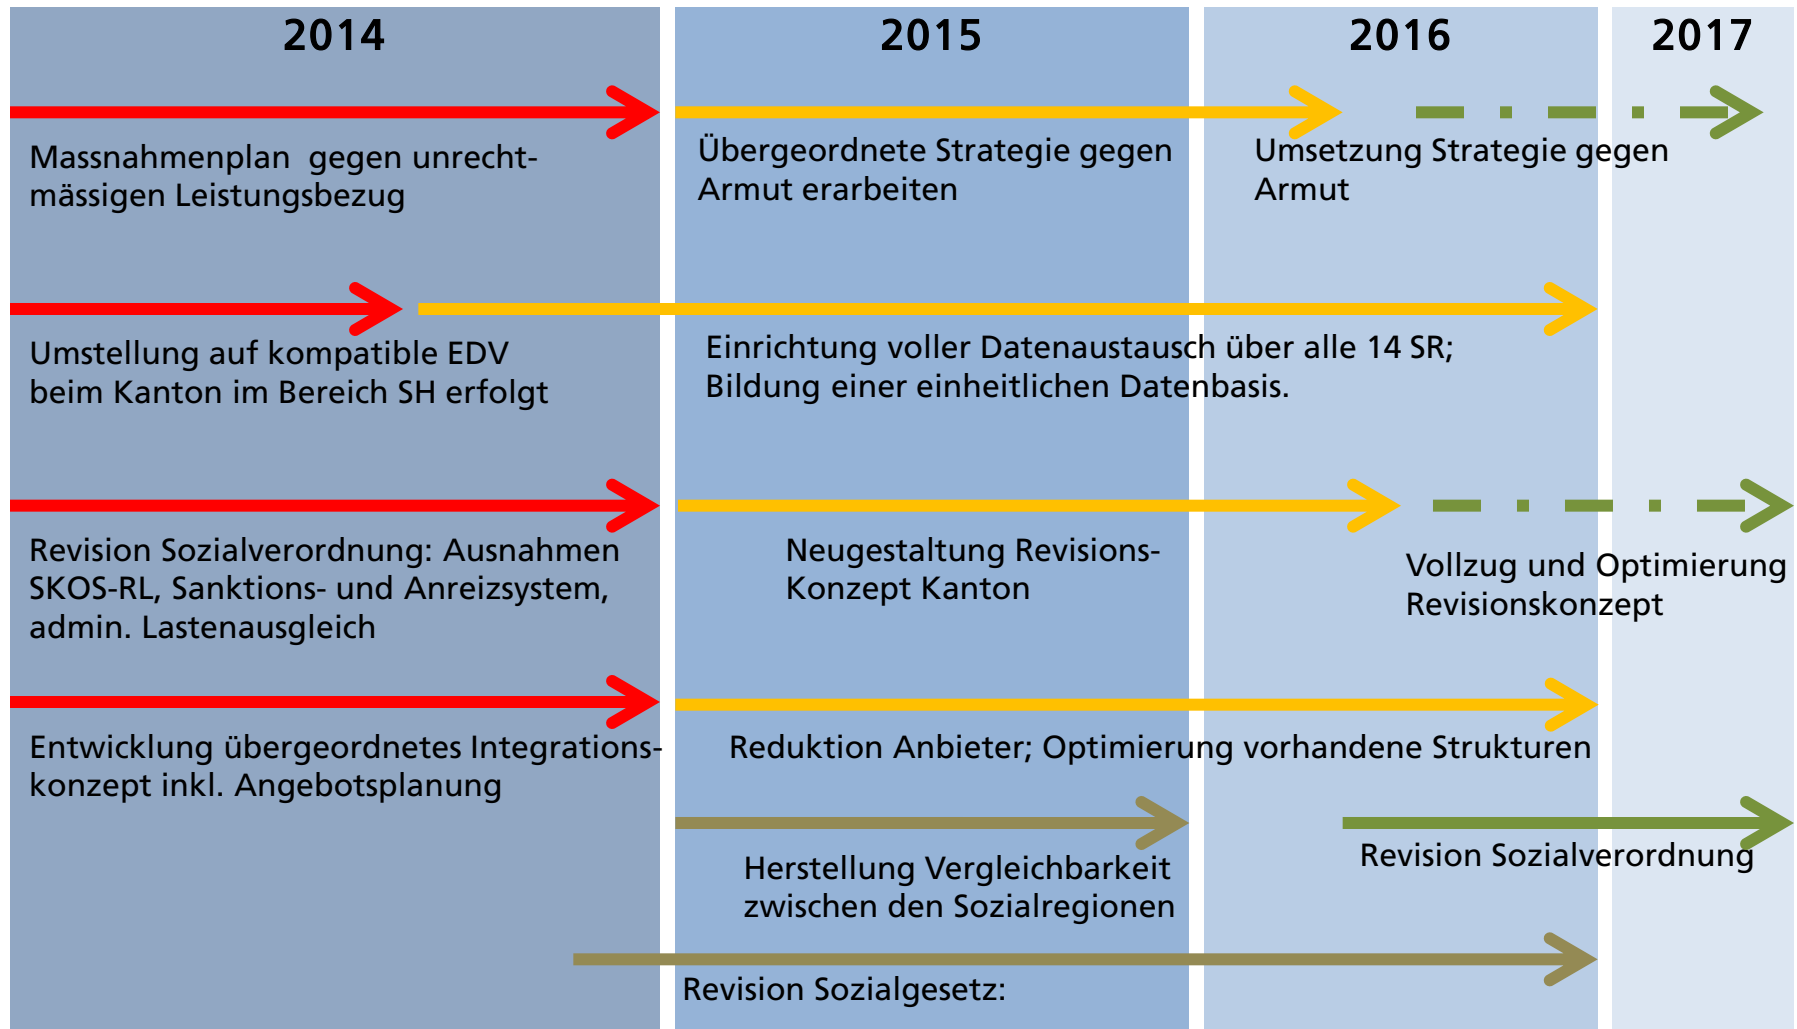 2014
2015
2016
2017
Massnahmenplan gegen unrecht-
mässigen Leistungsbezug
Übergeordnete Strategie gegen
Armut erarbeiten
Umsetzung Strategie gegen
Armut
Umstellung auf kompatible EDV
beim Kanton im Bereich SH erfolgt
Einrichtung voller Datenaustausch über alle 14 SR;
Bildung einer einheitlichen Datenbasis.
Revision Sozialverordnung: Ausnahmen
SKOS-RL, Sanktions- und Anreizsystem,
admin. Lastenausgleich
Neugestaltung Revisions-
Konzept Kanton
Vollzug und Optimierung
Revisionskonzept
Entwicklung übergeordnetes Integrations-
konzept inkl. Angebotsplanung
Reduktion Anbieter; Optimierung vorhandene Strukturen
Herstellung Vergleichbarkeit
zwischen den Sozialregionen
Revision Sozialverordnung
Revision Sozialgesetz: